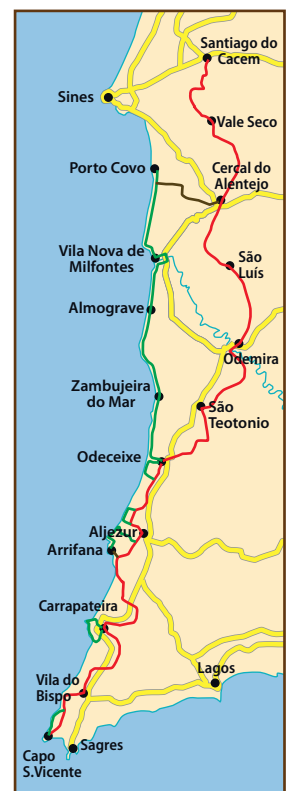 Santiago do
Cacem
Sines
Vale Seco
Porto Covo
Cercal do
Alentejo
Vila Nova de
Milfontes
São
Luís
Almograve
Odemira
Zambujeira
do Mar
São
Teotonio
Odeceixe
Aljezur
Arrifana
Carrapateira
Lagos
Vila do
Bispo
Sagres
Capo
S.Vicente